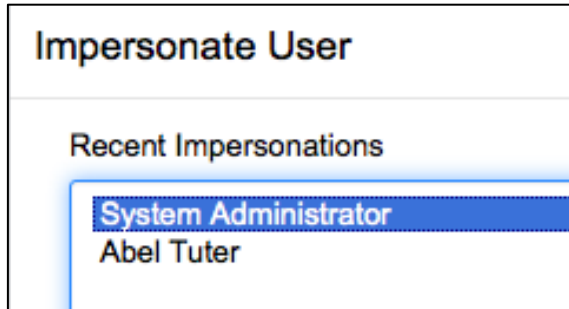 Impersonate User
Recent Impersonations
System Administrator
Abel Tuter